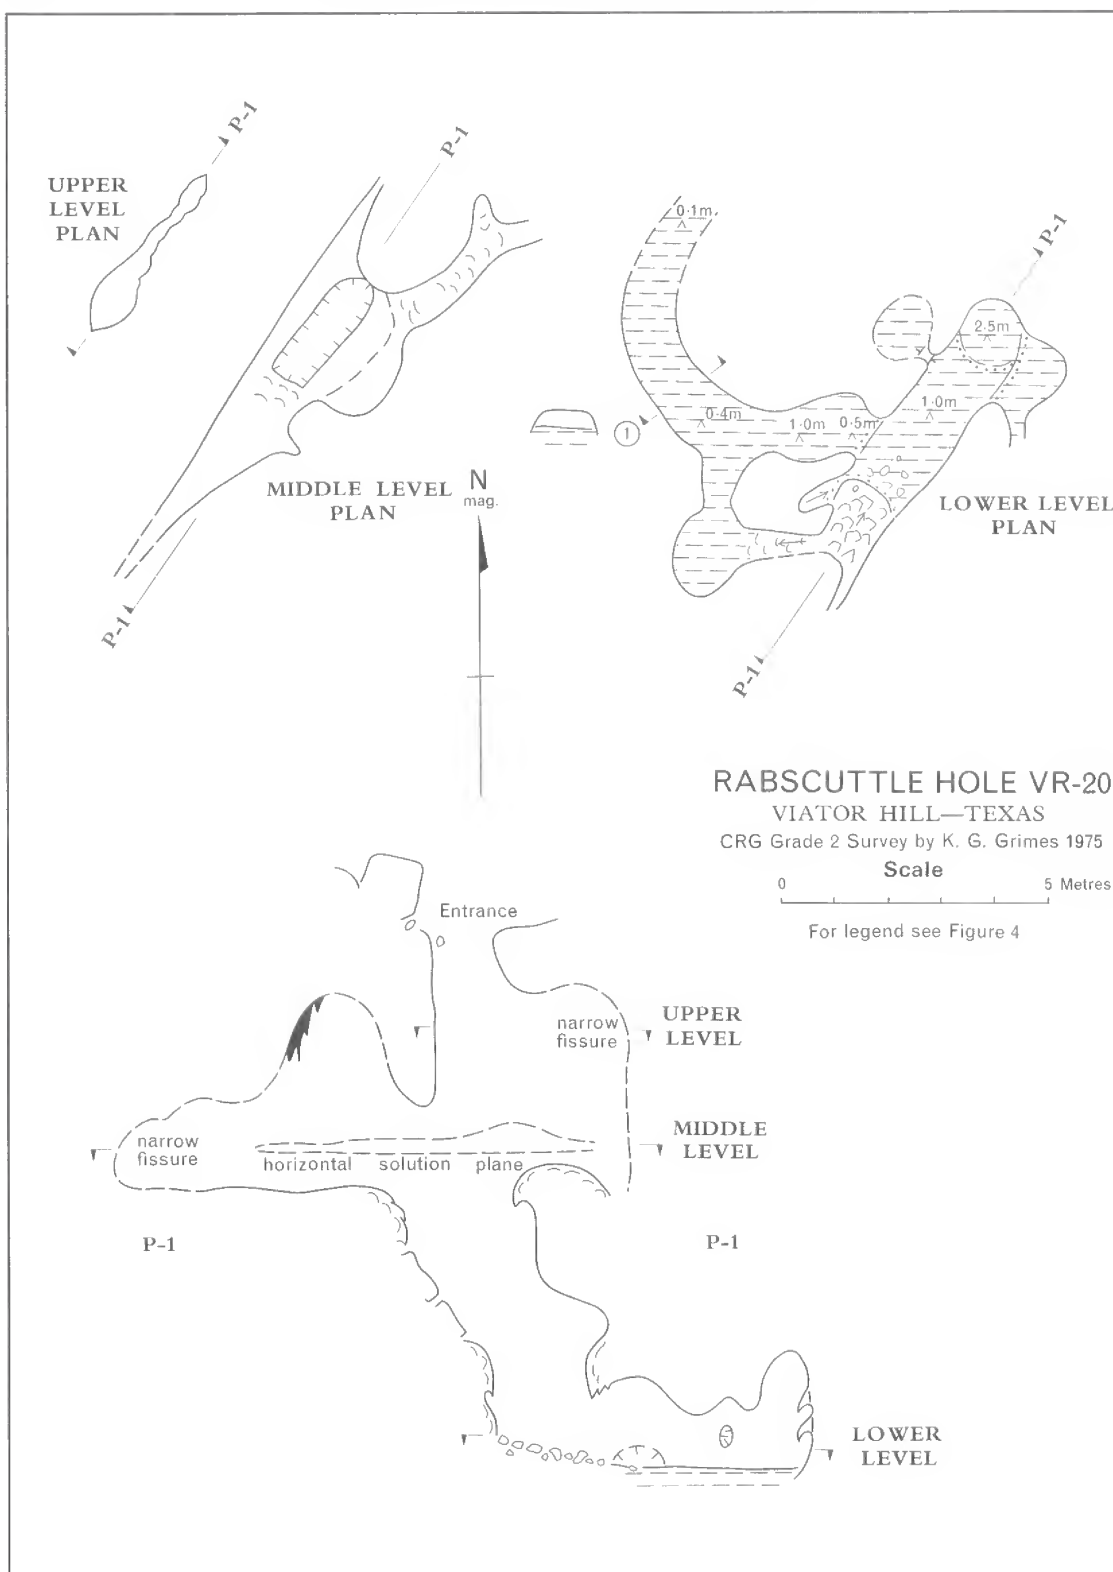 P-1
UPPER
LEVEL
PLAN
P-1
MIDDLE LEVEL
PLAN
P-1
N
mag.
0·1m
P-1
2·5m
1·0m
0·4m
1·0m
0·5m
1
LOWER LEVEL
PLAN
P-1
RABSCUTTLE HOLE VR-20
VIATOR HILL—TEXAS
CRG Grade 2 Survey by K. G. Grimes 1975
Scale
0 5 Metres
For legend see Figure 4
Entrance
narrow
fissure
UPPER
LEVEL
narrow
fissure
MIDDLE
LEVEL
horizontal solution plane
P-1
P-1
LOWER
LEVEL